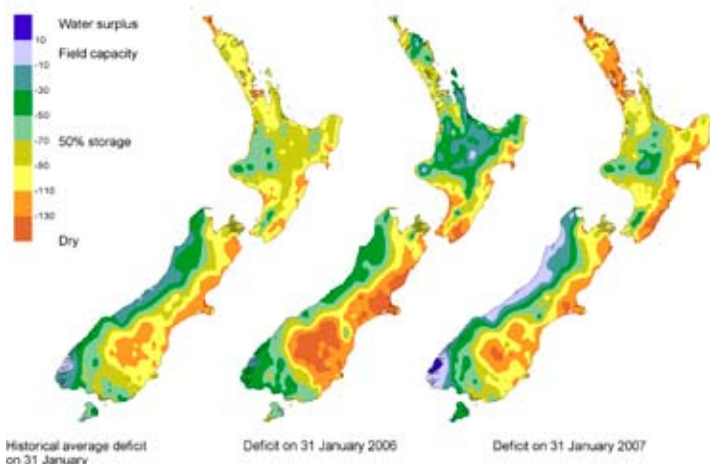 Water surplus
10
Field capacity
-10
-30
-50
50% storage
-70
-90
-110
-130
Dry
Historical average deficit
on 31 January
Deficit on 31 January 2006
Deficit on 31 January 2007